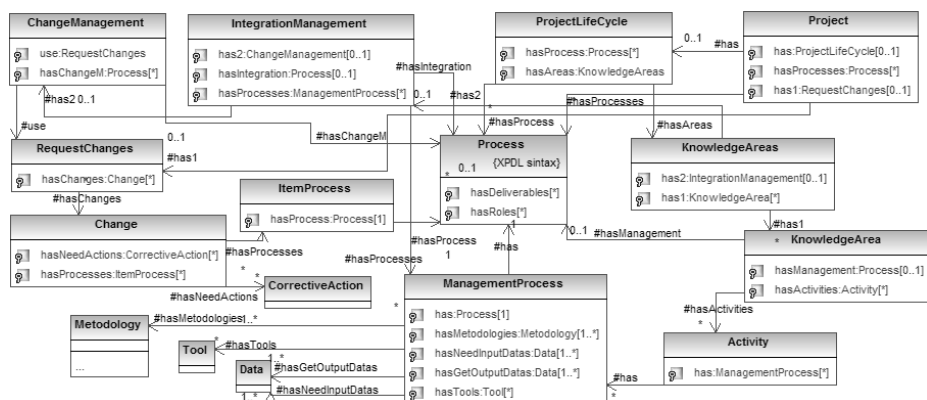 ChangeManagement
use:RequestChanges
hasChangeM:Process[*]
IntegrationManagement
has2:ChangeManagement[0..1]
hasIntegration:Process[0..1]
hasProcesses:ManagementProcess[*]
ProjectLifeCycle
hasProcess:Process[*]
hasAreas:KnowledgeAreas
Project
has:ProjectLifeCycle[0..1]
hasProcesses:Process[*]
has1:RequestChanges[0..1]
0..1
#has
#hasIntegration
#has2 0..1
#has2
0..1
*
#hasProcesses
#use
#hasChangeM
#hasProcess
#hasAreas
0..1
#has1
RequestChanges
hasChanges:Change[*]
#hasChanges
Process
{XPDL sintax}
0..1
*
hasDeliverables[*]
hasRoles[*]
1
KnowledgeAreas
has2:IntegrationManagement[0..1]
has1:KnowledgeArea[*]
#has1
ItemProcess
hasProcess:Process[1]
Change
hasNeedActions:CorrectiveAction[*]
hasProcesses:ItemProcess[*]
#hasProcesses
* *
#hasNeedActions
CorrectiveAction
#hasProcess
1
#hasProcesses
#has
0..1
#hasManagement
* KnowledgeArea
hasManagement:Process[0..1]
hasActivities:Activity[*]
#hasActivities
*
ManagementProcess
has:Process[1]
hasMetodologies:Metodology[1..*]
hasNeedInputDatas:Data[1..*]
hasGetOutputDatas:Data[1..*]
hasTools:Tool[*]
*
Metodology
...
#hasMetodologies
1..*
Tool
*
#hasTools
Data
1..*
#hasGetOutputDatas
#hasNeedInputDatas
1..*
Activity
has:ManagementProcess[*]
#has
*